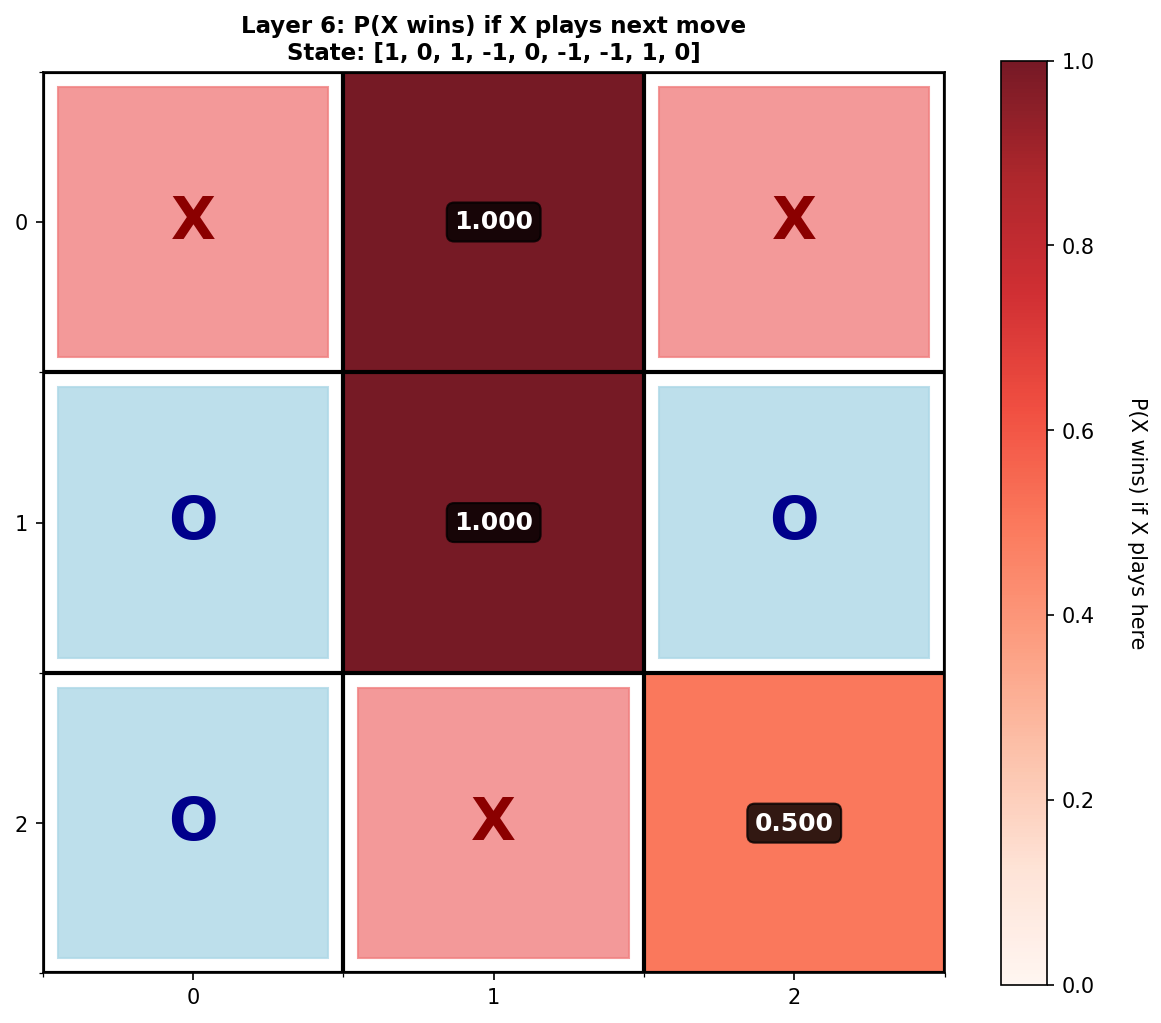 Layer 6: P(X wins) if X plays next move
State: [1, 0, 1, -1, 0, -1, -1, 1, 0]
X
1.000
X
O
1.000
O
O
X
0.500
0
1
2
0
1
2
1.0
0.8
0.6
0.4
0.2
0.0
P(X wins) if X plays here